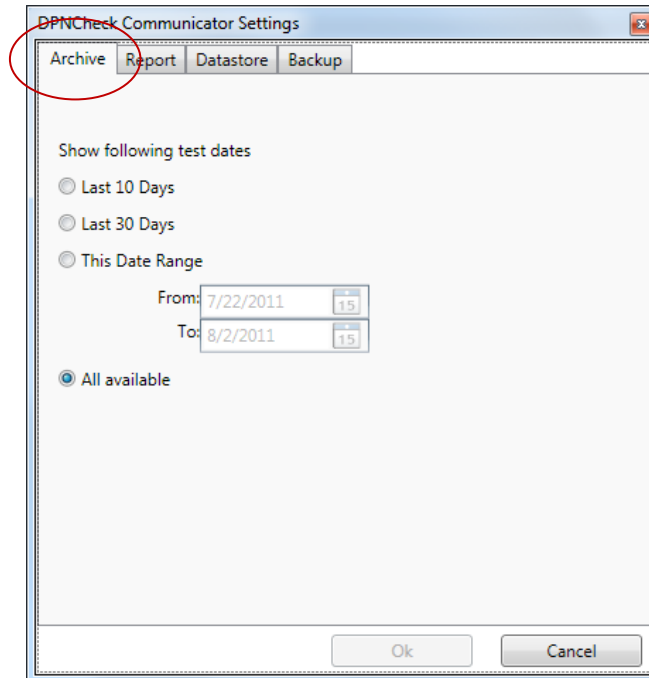 DPNCheck Communicator Settings
Archive Report Datastore Backup
Show following test dates
Last 10 Days
Last 30 Days
This Date Range
From: 7/22/2011 15
To: 8/2/2011 15
All available
Ok Cancel